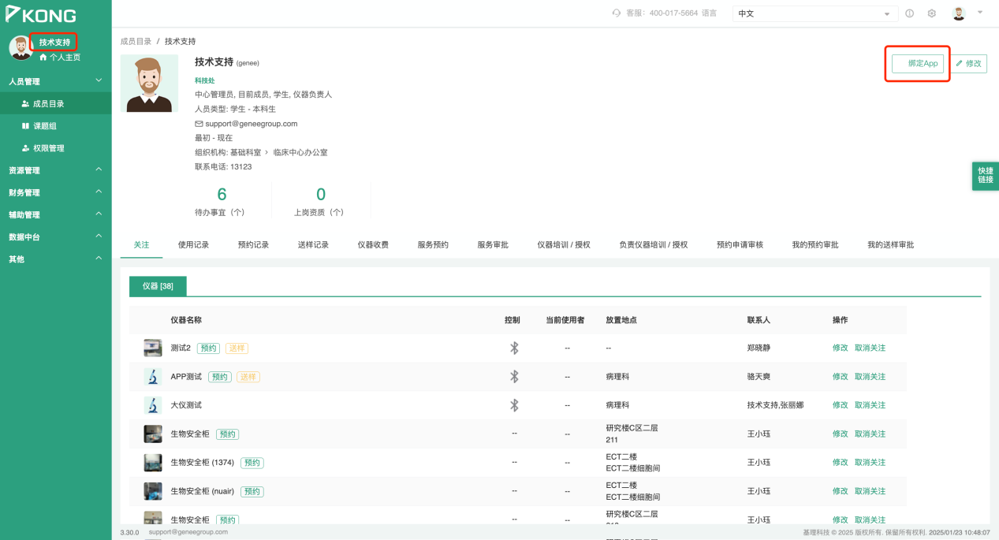 PKONG
客服: 400-017-5664 语言
中文
技术支持
个人主页
人员管理
成员目录
课题组
权限管理
资源管理
财务管理
辅助管理
数据中台
其他
成员目录 / 技术支持
绑定App
修改
技术支持 (genee)
科技处
中心管理员, 目前成员, 学生, 仪器负责人
人员类型: 学生 - 本科生
support@geneegroup.com
最初 - 现在
组织机构: 基础科室 › 临床中心办公室
联系电话: 13123
6
待办事宜（个）
0
上岗资质（个）
快捷
链接
关注 使用记录 预约记录 送样记录 仪器收费 服务预约 服务审批 仪器培训 / 授权 负责仪器培训 / 授权 预约申请审核 我的预约审批 我的送样审批
仪器 [38]
仪器名称 控制 当前使用者 放置地点 联系人 操作
测试2 预约 送样 -- -- 郑晓静 修改 取消关注
APP测试 预约 送样 -- 病理科 骆天爽 修改 取消关注
大仪测试 -- 病理科 技术支持,张丽娜 修改 取消关注
生物安全柜 预约 -- -- 研究楼C区二层
211 王小珏 修改 取消关注
生物安全柜 (1374) 预约 -- -- ECT二楼
ECT二楼细胞间 王小珏 修改 取消关注
生物安全柜 (nuair) 预约 -- -- ECT二楼
ECT二楼细胞间 王小珏 修改 取消关注
生物安全柜 预约 -- -- 研究楼C区二层
王小珏 修改 取消关注
3.30.0 support@geneegroup.com
基理科技 © 2025 版权所有. 保留所有权利. 2025/01/23 10:48:07